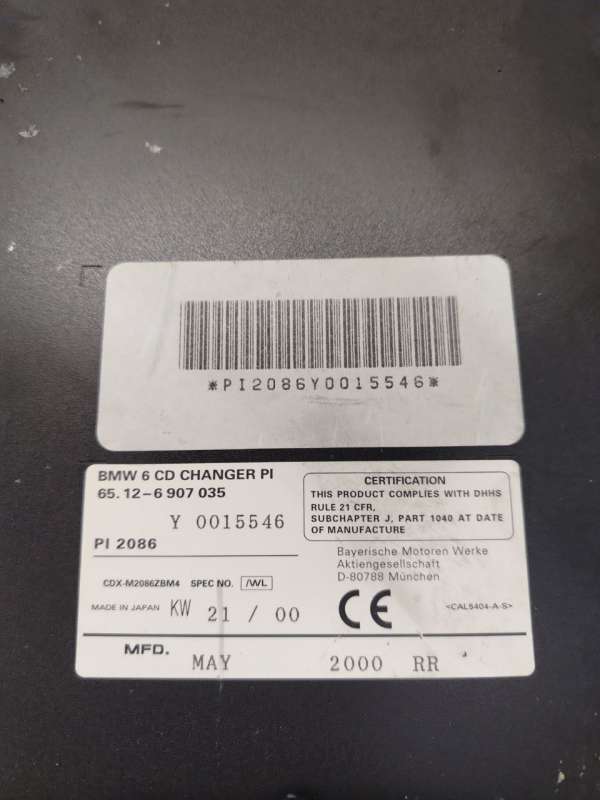 *PI2086Y0015546*
BMW 6 CD CHANGER PI
65. 12-6 907 035
Y 0015546
PI 2086
CDX-M2086ZBM4 SPEC NO. /WL
MADE IN JAPAN KW 21 / 00
CERTIFICATION
THIS PRODUCT COMPLIES WITH DHHS
RULE 21 CFR,
SUBCHAPTER J, PART 1040 AT DATE
OF MANUFACTURE
Bayerische Motoren Werke
Aktiengesellschaft
D-80788 München
CE
<CAL5404-A-S>
MFD. MAY 2000 RR